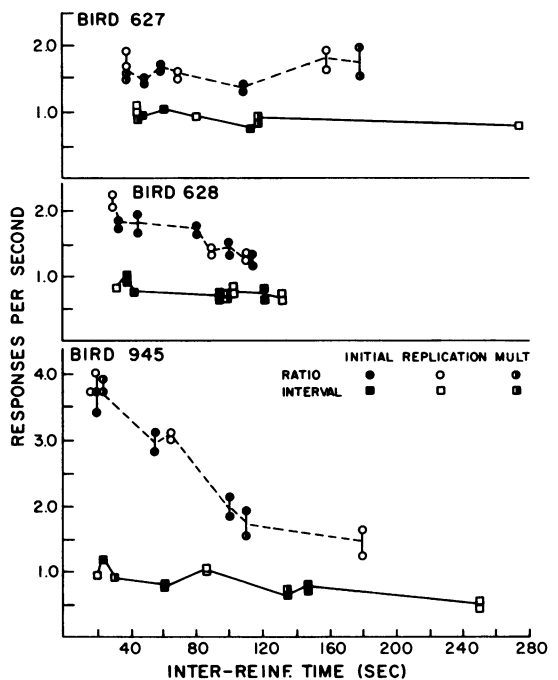 BIRD 627
2.0
1.0
BIRD 628
2.0
1.0
BIRD 945
INITIAL REPLICATION MULT
RATIO
INTERVAL
4.0
3.0
2.0
1.0
RESPONSES PER SECOND
40 80 120 160 200 240 280
INTER-REINF. TIME (SEC)